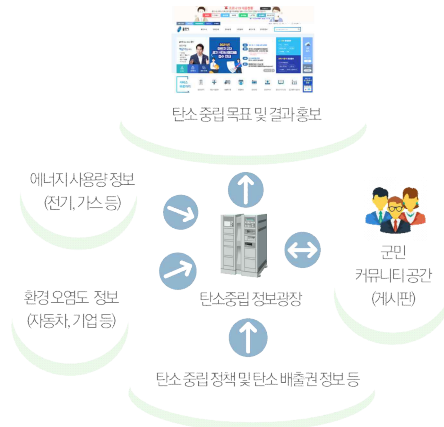 탄소 중립 목표 및 결과 홍보
에너지 사용량 정보
(전기, 가스 등)
군민
커뮤니티 공간
(게시판)
환경 오염도 정보
(자동차, 기업 등)
탄소중립 정보광장
탄소 중립 정책 및 탄소 배출권 정보 등